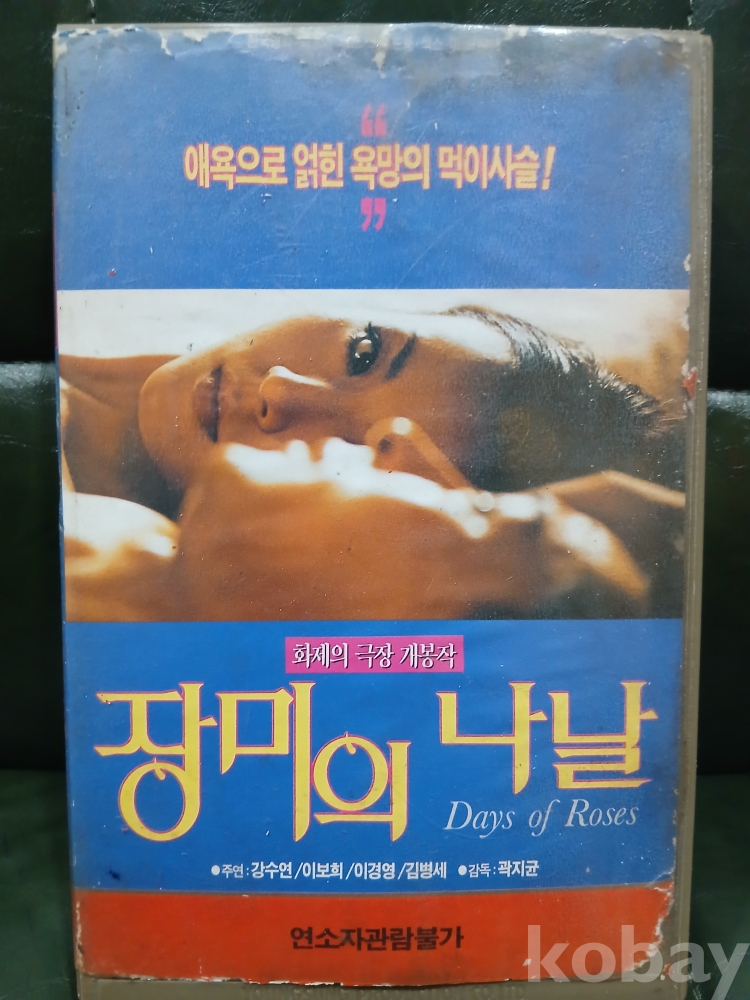 “
애욕으로 얽힌 욕망의 먹이사슬!
”
화제의 극장 개봉작
장미의 나날
Days of Roses
●주연:강수연/이보희/이경영/김병세 ●감독:곽지균
연소자관람불가
kobay